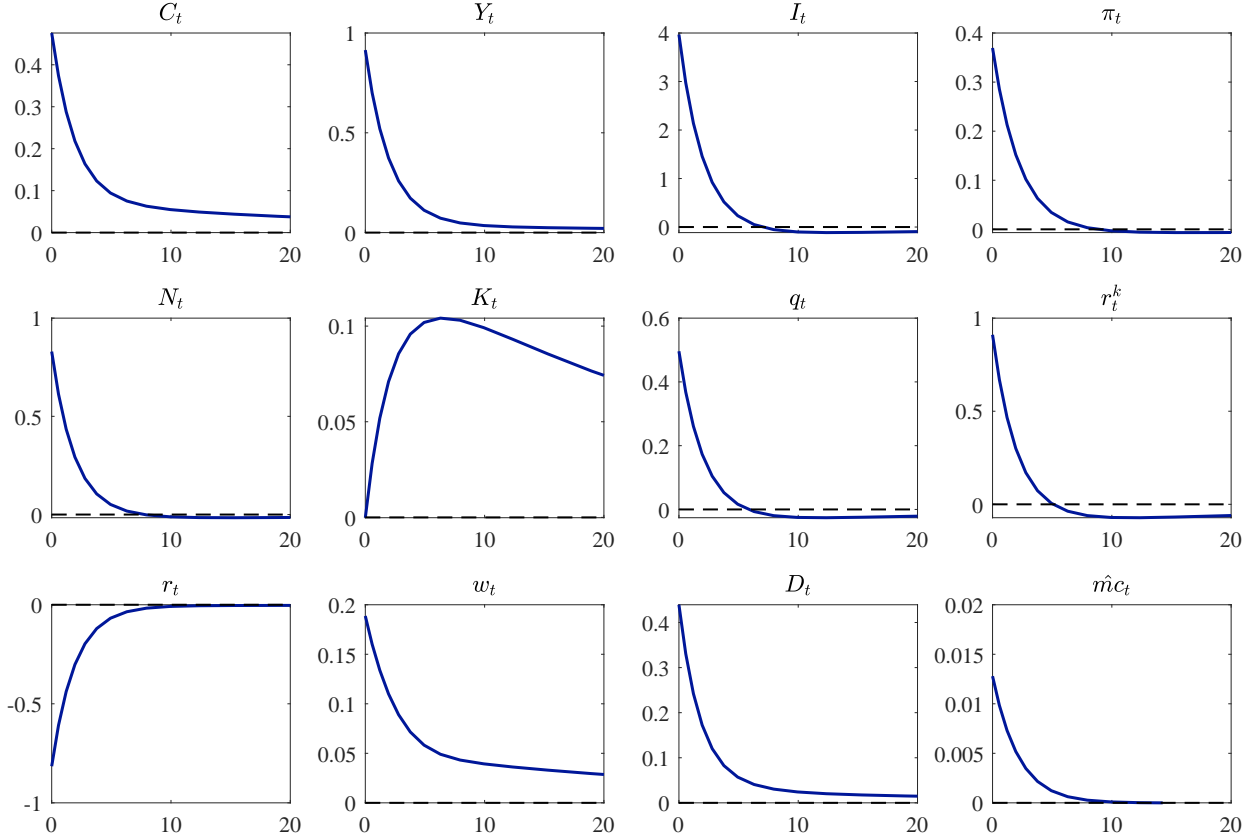 C_t Y_t I_t π_t
0.4 0.3 0.2 0.1 0 0 10 20
1 0.5 0 0 10 20
4 3 2 1 0 0 10 20
0.4 0.3 0.2 0.1 0 0 10 20
N_t K_t q_t r_t^k
1 0.5 0 0 10 20
0.1 0.05 0 0 10 20
0.6 0.4 0.2 0 0 10 20
1 0.5 0 0 10 20
r_t w_t D_t m̂c_t
0 -0.5 -1 0 10 20
0.2 0.15 0.1 0.05 0 0 10 20
0.4 0.3 0.2 0.1 0 0 10 20
0.02 0.015 0.01 0.005 0 0 10 20